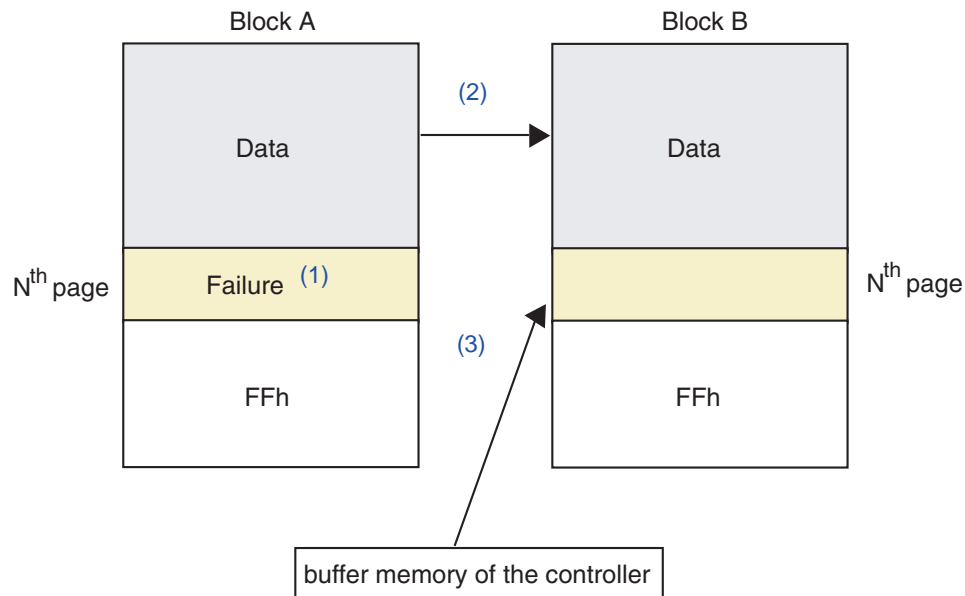 Block A
Block B
(2)
Data
Data
Nth page
Failure (1)
Nth page
(3)
FFh
FFh
buffer memory of the controller